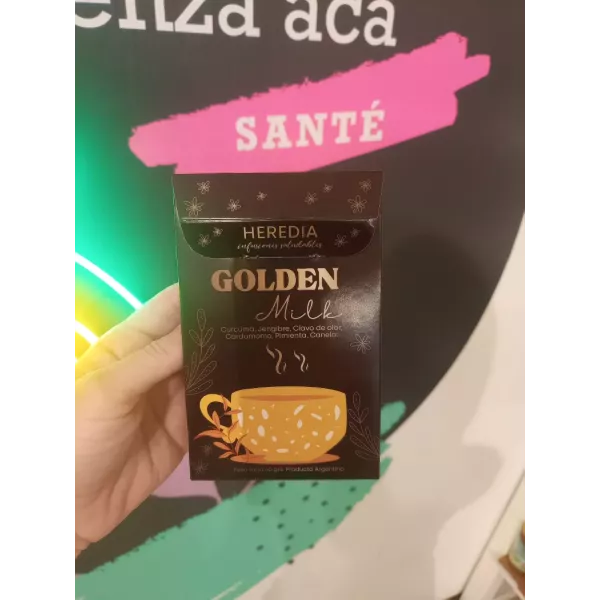 enza acá
SANTÉ
HEREDIA
infusiones saludables
GOLDEN
Milk
Cúrcuma, Jengibre, Clavo de olor,
Cardamomo, Pimienta, Canela.
Producto Argentino